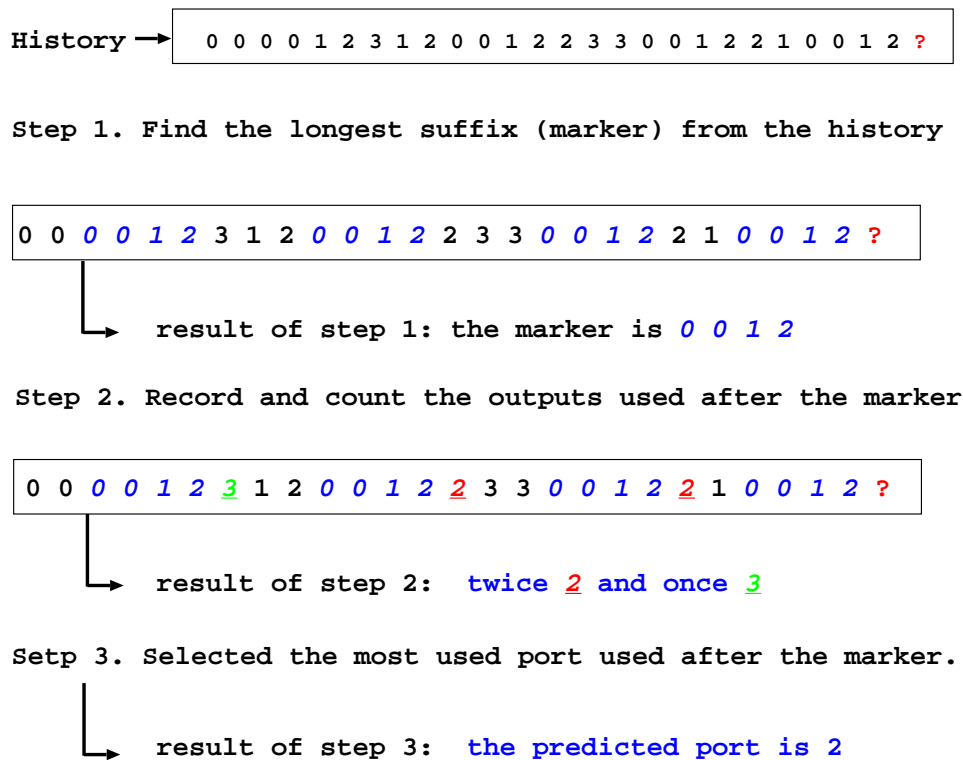 History 0 0 0 0 1 2 3 1 2 0 0 1 2 2 3 3 0 0 1 2 2 1 0 0 1 2 ?
Step 1. Find the longest suffix (marker) from the history
0 0 0 0 1 2 3 1 2 0 0 1 2 2 3 3 0 0 1 2 2 1 0 0 1 2 ?
result of step 1: the marker is 0 0 1 2
Step 2. Record and count the outputs used after the marker
0 0 0 0 1 2 3 1 2 0 0 1 2 2 3 3 0 0 1 2 2 1 0 0 1 2 ?
result of step 2: twice 2 and once 3
Setp 3. Selected the most used port used after the marker.
result of step 3: the predicted port is 2